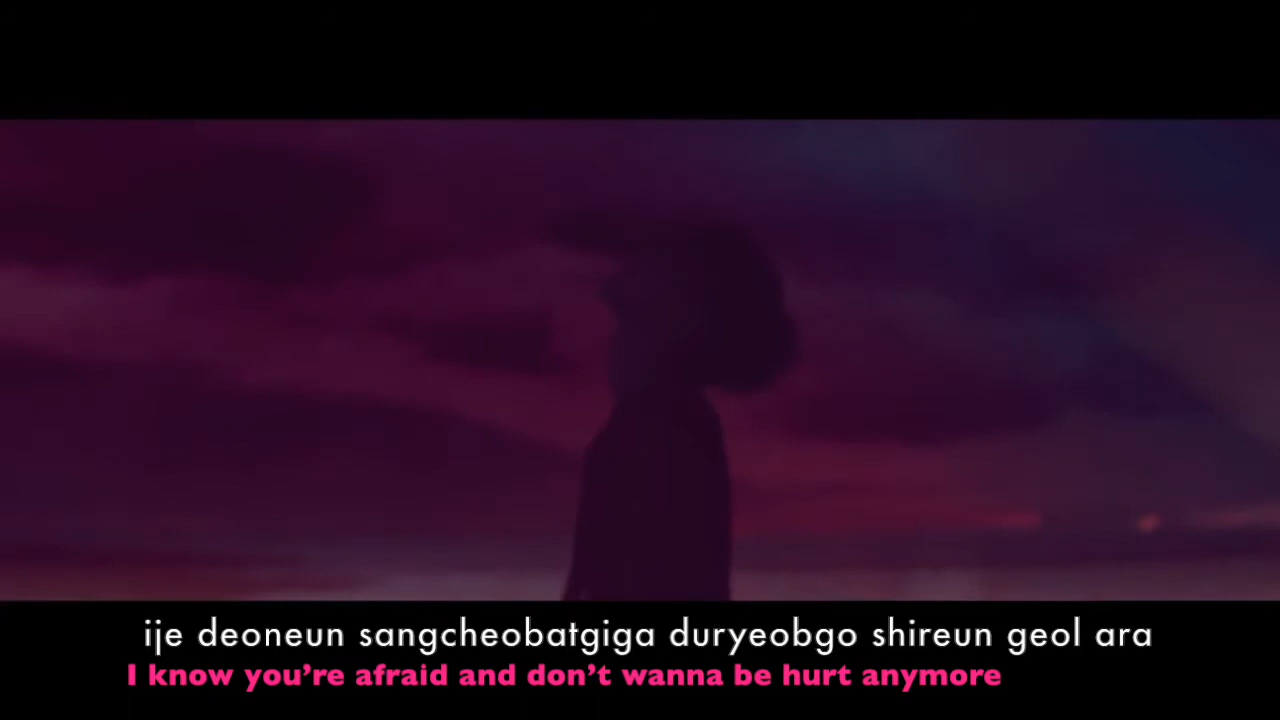 ije deoneun sangcheobatgiga duryeobgo shireun geol ara
I know you're afraid and don't wanna be hurt anymore